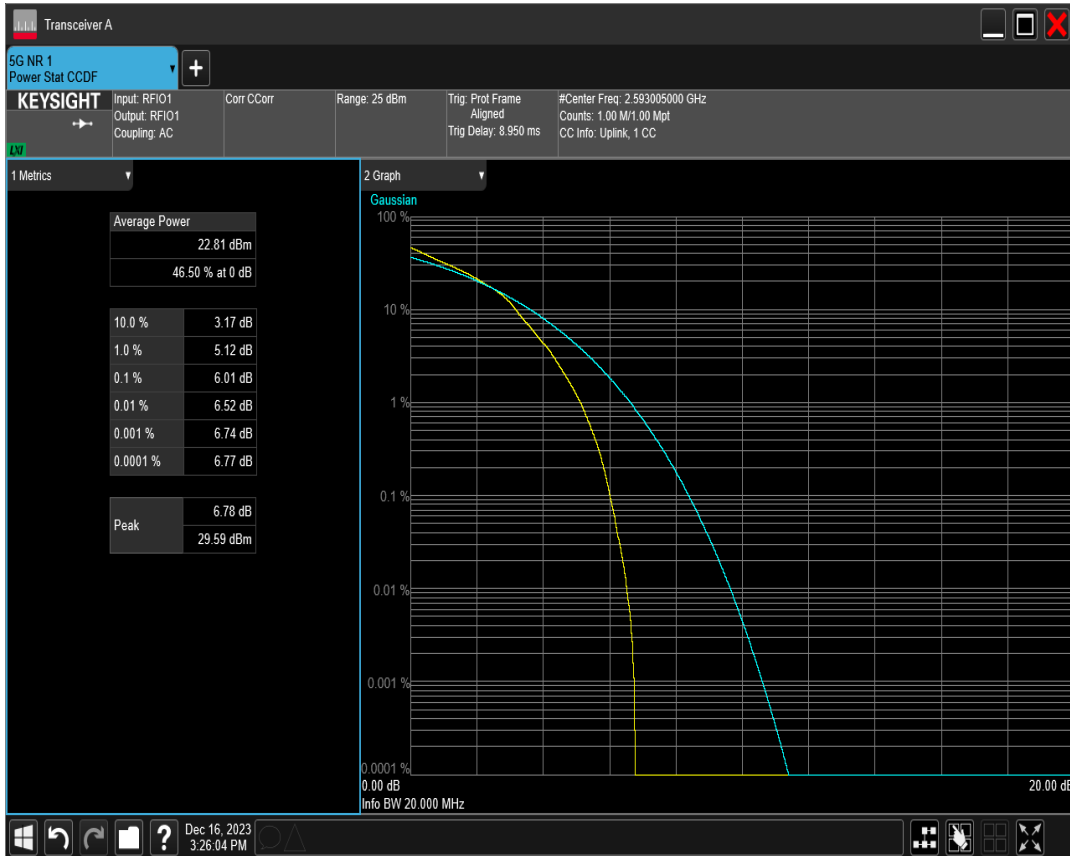 Transceiver A
5G NR 1
Power Stat CCDF
KEYSIGHT
LXI
Input: RFIO1
Output: RFIO1
Coupling: AC
Corr CCorr
Range: 25 dBm
Trig: Prot Frame
Aligned
Trig Delay: 8.950 ms
#Center Freq: 2.593005000 GHz
Counts: 1.00 M/1.00 Mpt
CC Info: Uplink, 1 CC
1 Metrics
Average Power
22.81 dBm
46.50 % at 0 dB
10.0 % 3.17 dB
1.0 % 5.12 dB
0.1 % 6.01 dB
0.01 % 6.52 dB
0.001 % 6.74 dB
0.0001 % 6.77 dB
Peak
6.78 dB
29.59 dBm
2 Graph
Gaussian
100 %
10 %
1 %
0.1 %
0.01 %
0.001 %
0.0001 %
0.00 dB 20.00 dB
Info BW 20.000 MHz
?
Dec 16, 2023
3:26:04 PM